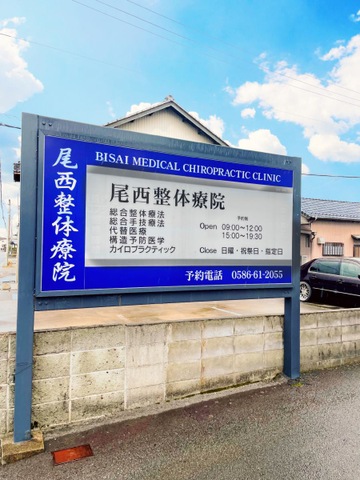 BISAI MEDICAL CHIROPRACTIC CLINIC
尾西整体療院
尾西整体療院
総合整体療法
総合手技療法
代替医療
構造予防医学
カイロプラクティック
予約制
Open 09:00~12:00
15:00~19:30
Close 日曜・祝祭日・指定日
予約電話 0586-61-2055